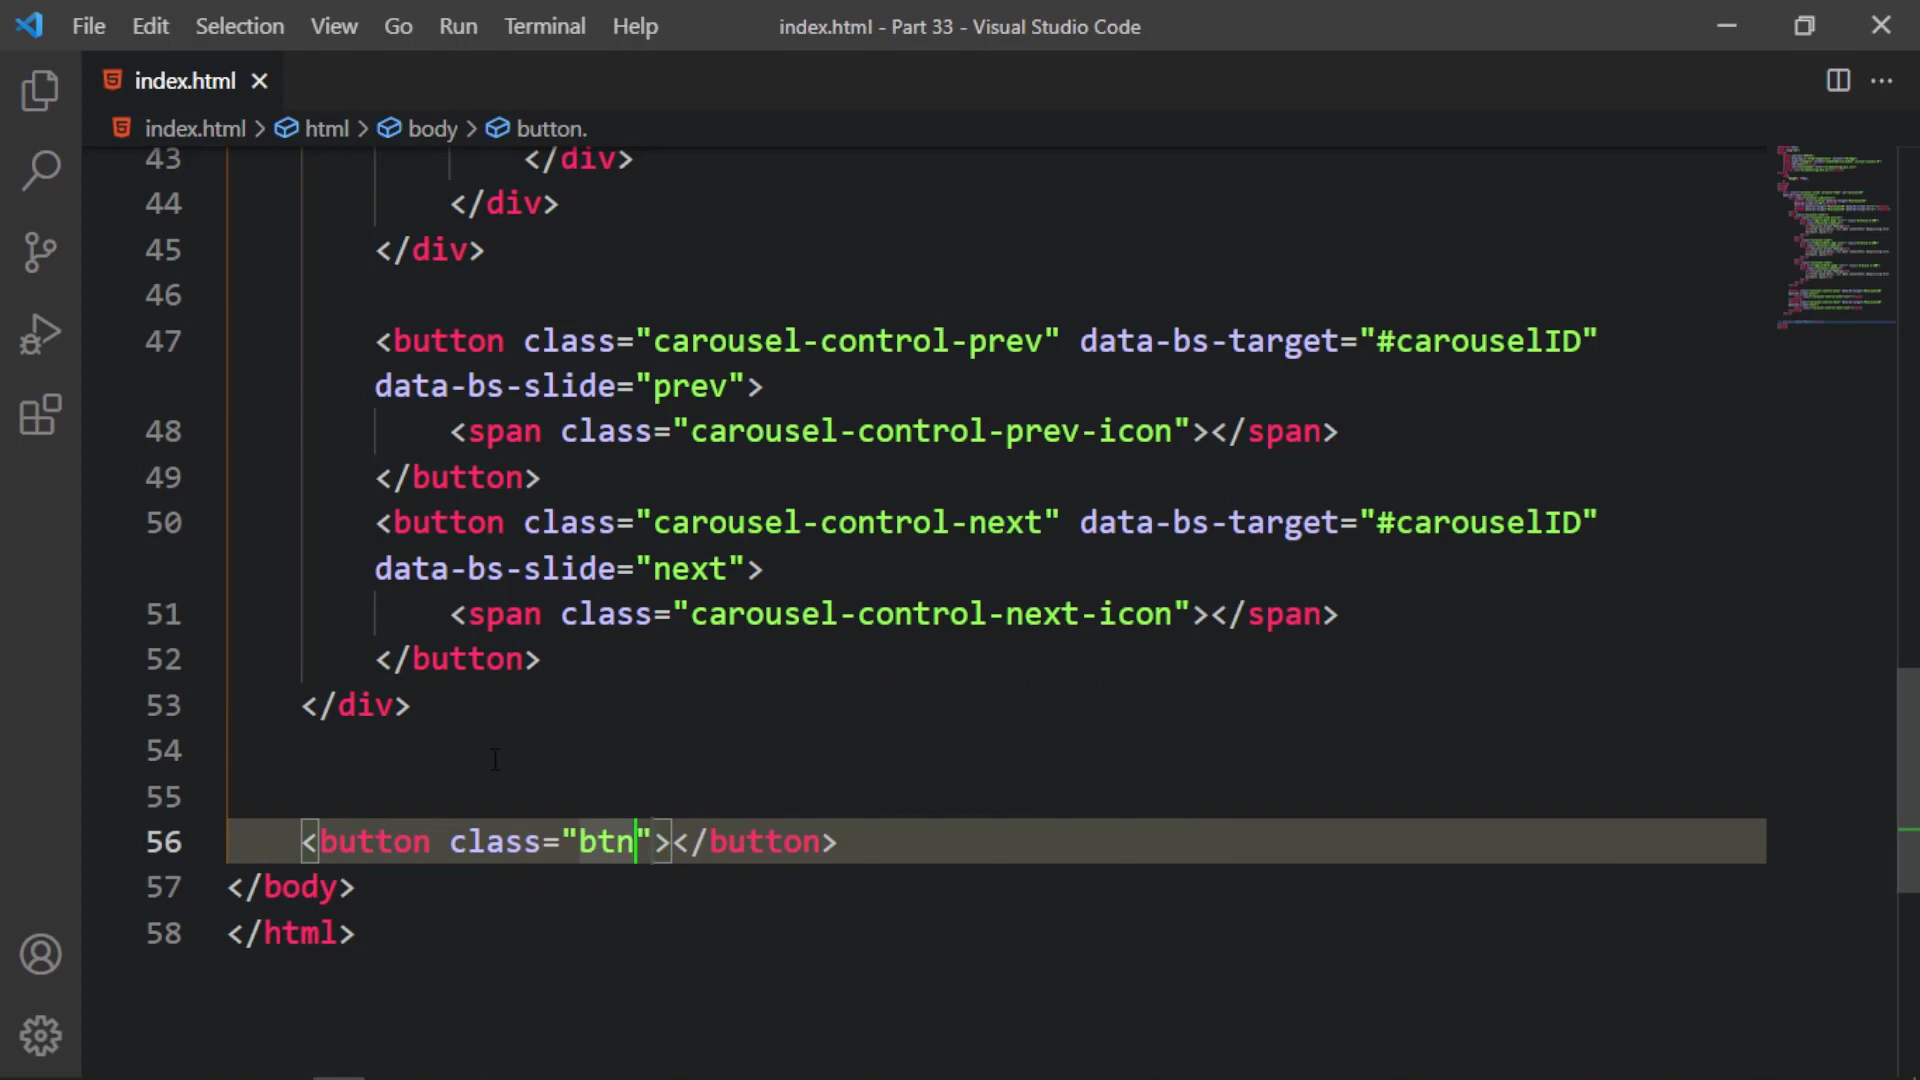 File Edit Selection View Go Run Terminal Help index.html - Part 33 - Visual Studio Code
index.html
index.html > html > body > button.
43 </div>
44 </div>
45 </div>
46
47 <button class="carousel-control-prev" data-bs-target="#carouselID"
data-bs-slide="prev">
48 <span class="carousel-control-prev-icon"></span>
49 </button>
50 <button class="carousel-control-next" data-bs-target="#carouselID"
data-bs-slide="next">
51 <span class="carousel-control-next-icon"></span>
52 </button>
53 </div>
54
55
56 <button class="btn"></button>
57 </body>
58 </html>